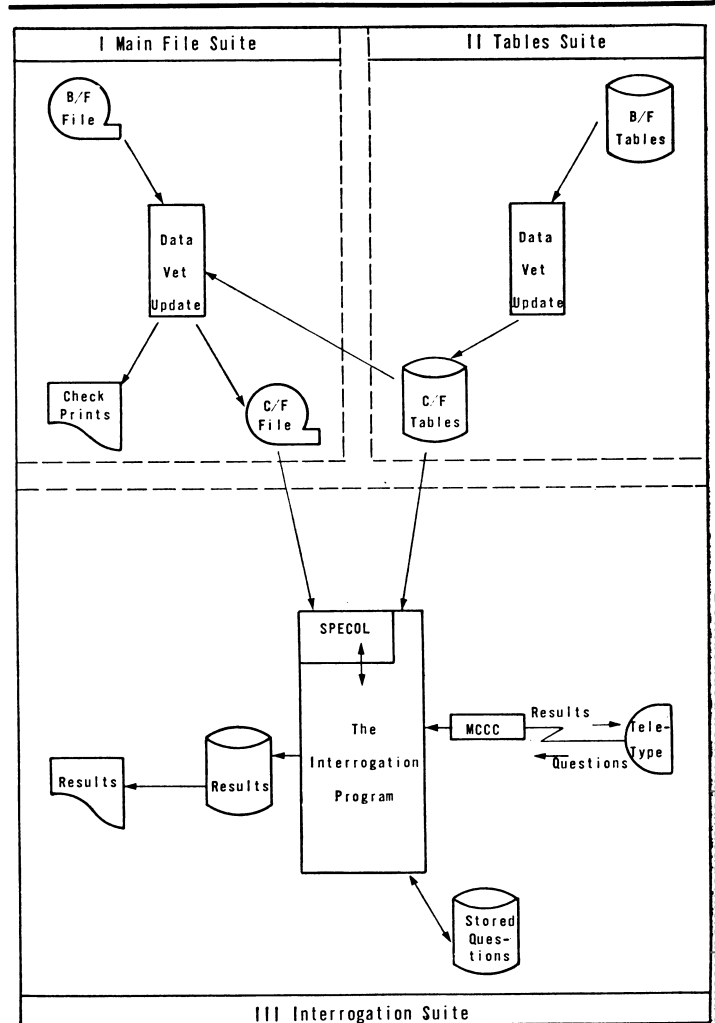 I Main File Suite
II Tables Suite
B/F
File
B/F
Tables
Data
Vet
Update
Data
Vet
Update
Check
Prints
C/F
File
C/F
Tables
SPECOL
The
Interrogation
Program
MCCC
Results
Questions
Tele-
Type
Results
Results
Stored
Ques-
tions
III Interrogation Suite